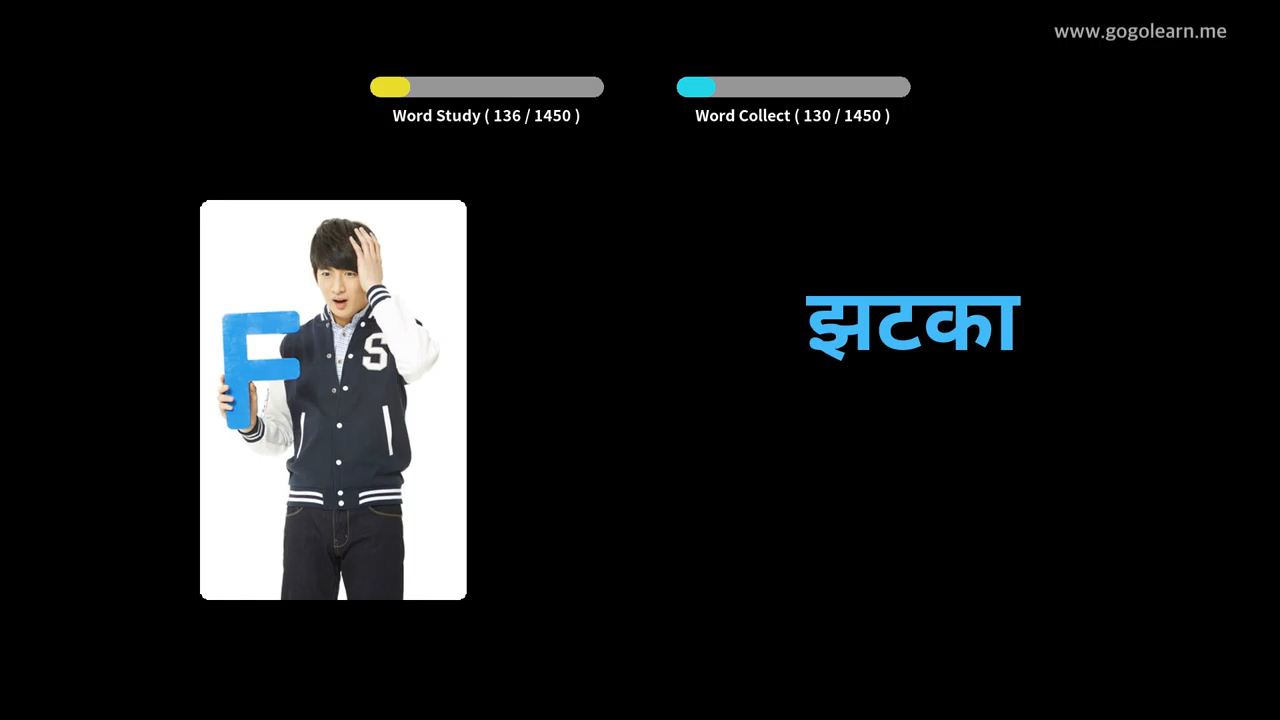 www.gogolearn.me
Word Study ( 136 / 1450 )
Word Collect ( 130 / 1450 )
F
S
झटका